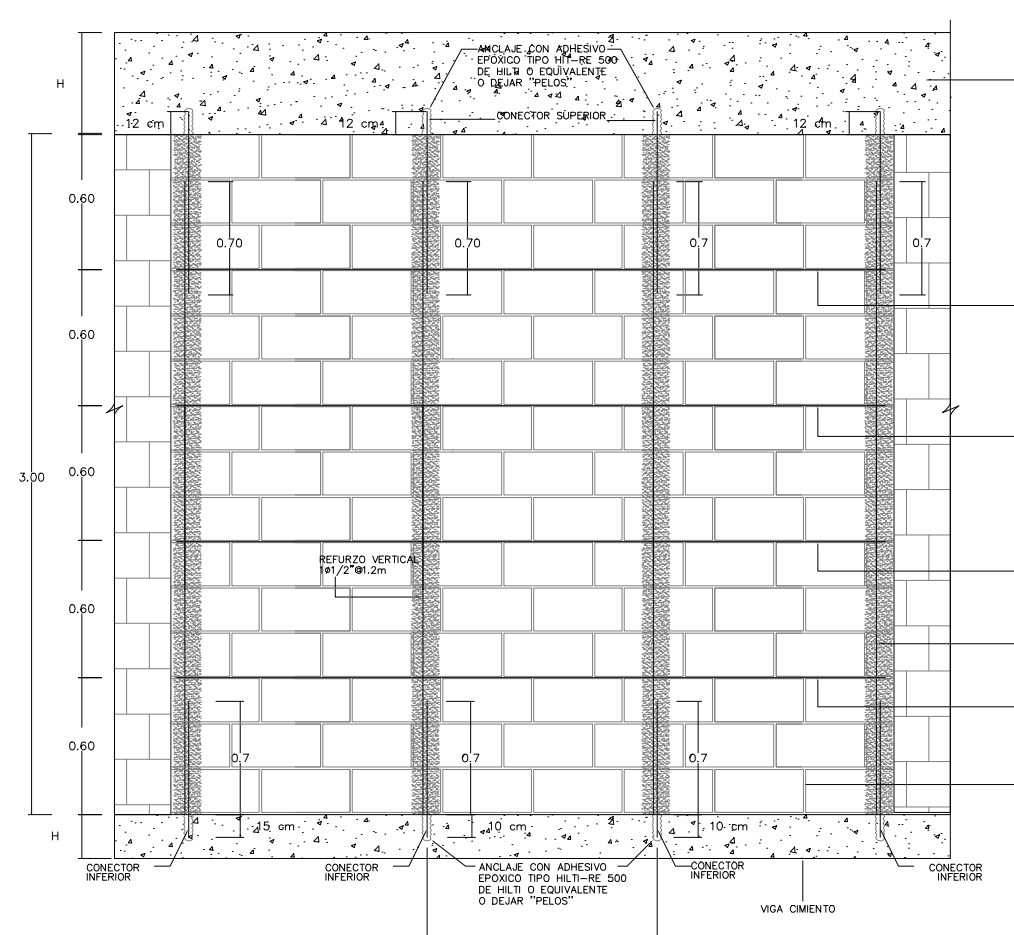 ANCLAJE CON ADHESIVO
EPÓXICO TIPO HIT-RE 500
DE HILTI O EQUIVALENTE
O DEJAR "PELOS"
H
12 cm
12 cm
CONECTOR SUPERIOR
12 cm
0.60
0.70
0.70
0.7
0.7
0.60
3.00
0.60
REFURZO VERTICAL
1ø1/2"@1.2m
0.60
0.60
0.7
0.7
0.7
H
15 cm
10 cm
10 cm
CONECTOR
INFERIOR
CONECTOR
INFERIOR
ANCLAJE CON ADHESIVO
EPOXICO TIPO HILTI-RE 500
DE HILTI O EQUIVALENTE
O DEJAR "PELOS"
CONECTOR
INFERIOR
CONECTOR
INFERIOR
VIGA CIMIENTO